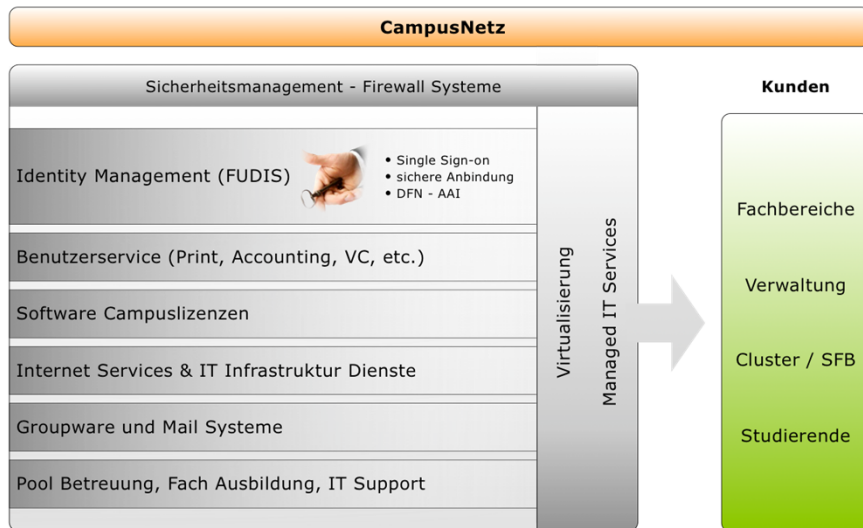 CampusNetz
Sicherheitsmanagement - Firewall Systeme
Identity Management (FUDIS)
• Single Sign-on
• sichere Anbindung
• DFN - AAI
Benutzerservice (Print, Accounting, VC, etc.)
Software Campuslizenzen
Internet Services & IT Infrastruktur Dienste
Groupware und Mail Systeme
Pool Betreuung, Fach Ausbildung, IT Support
Virtualisierung
Managed IT Services
Kunden
Fachbereiche
Verwaltung
Cluster / SFB
Studierende